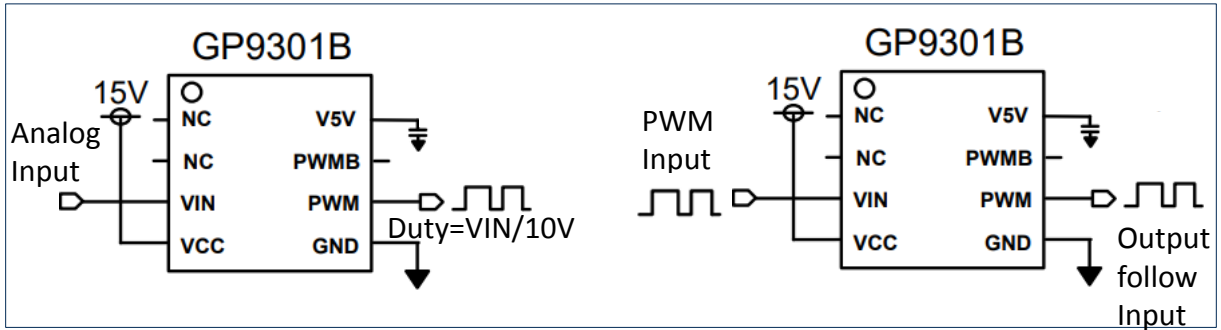 GP9301B
15V
Analog
Input
NC
V5V
NC
PWMB
VIN
PWM
Duty=VIN/10V
VCC
GND
GP9301B
15V
PWM
Input
NC
V5V
NC
PWMB
VIN
PWM
VCC
GND
Output
follow
Input